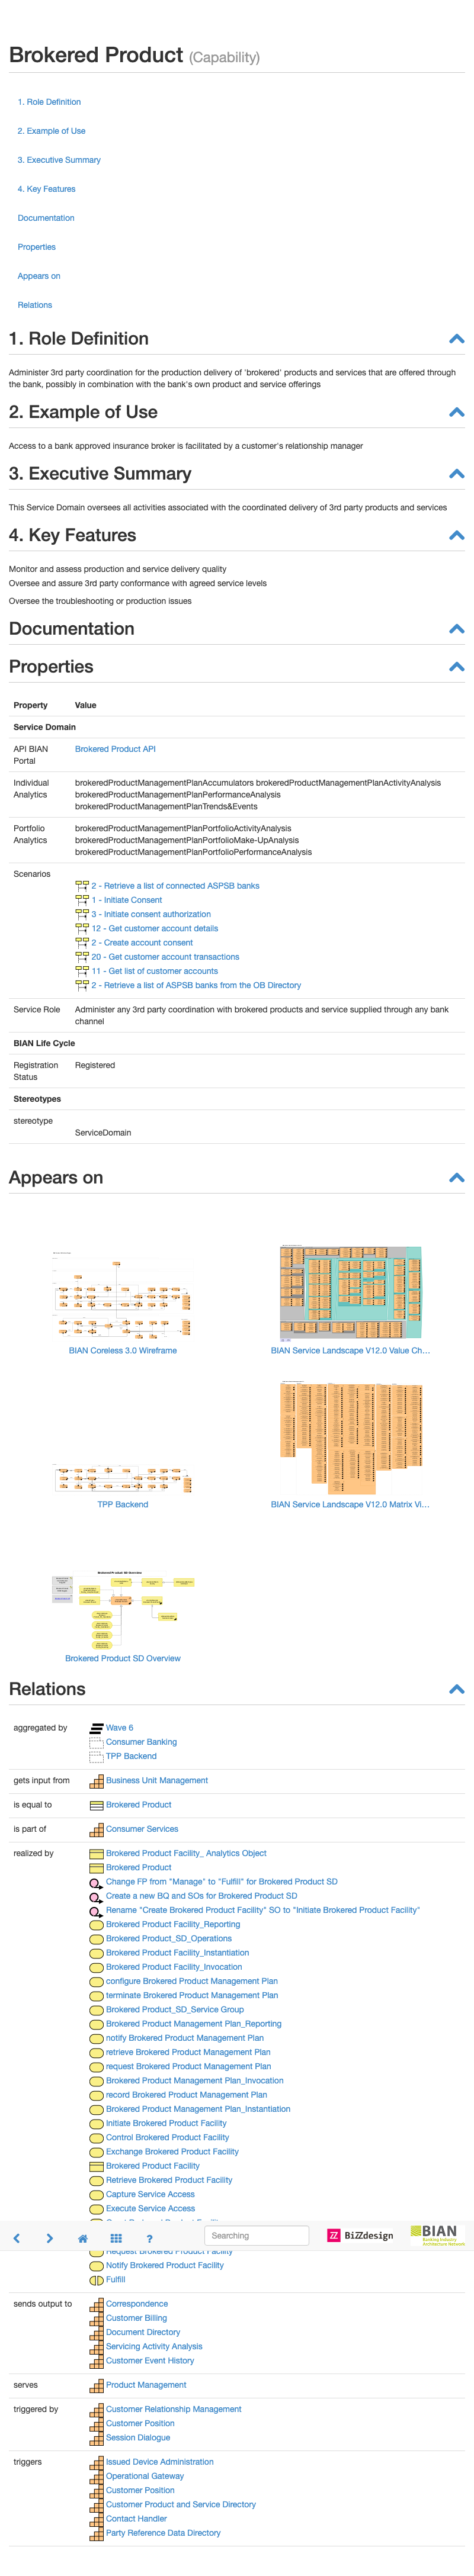 Brokered Product (Capability)
1. Role Definition
2. Example of Use
3. Executive Summary
4. Key Features
Documentation
Properties
Appears on
Relations
1. Role Definition
Administer 3rd party coordination for the production delivery of 'brokered' products and services that are offered through
the bank, possibly in combination with the bank's own product and service offerings
2. Example of Use
Access to a bank approved insurance broker is facilitated by a customer's relationship manager
3. Executive Summary
This Service Domain oversees all activities associated with the coordinated delivery of 3rd party products and services
4. Key Features
Monitor and assess production and service delivery quality
Oversee and assure 3rd party conformance with agreed service levels
Oversee the troubleshooting or production issues
Documentation
Properties
Property Value
Service Domain
API BIAN Brokered Product API
Portal
Individual brokeredProductManagementPlanAccumulators brokeredProductManagementPlanActivityAnalysis
Analytics brokeredProductManagementPlanPerformanceAnalysis
brokeredProductManagementPlanTrends&Events
Portfolio brokeredProductManagementPlanPortfolioActivityAnalysis
Analytics brokeredProductManagementPlanPortfolioMake-UpAnalysis
brokeredProductManagementPlanPortfolioPerformanceAnalysis
Scenarios
2 - Retrieve a list of connected ASPSB banks
1 - Initiate Consent
3 - Initiate consent authorization
12 - Get customer account details
2 - Create account consent
20 - Get customer account transactions
11 - Get list of customer accounts
2 - Retrieve a list of ASPSB banks from the OB Directory
Service Role Administer any 3rd party coordination with brokered products and service supplied through any bank
channel
BIAN Life Cycle
Registration Registered
Status
Stereotypes
stereotype
ServiceDomain
Appears on
BIAN Coreless 3.0 Wireframe
BIAN Service Landscape V12.0 Value Ch...
TPP Backend
BIAN Service Landscape V12.0 Matrix Vi...
Brokered Product SD Overview
Brokered Product SD Overview
Relations
aggregated by Wave 6
Consumer Banking
TPP Backend
gets input from Business Unit Management
is equal to Brokered Product
is part of Consumer Services
realized by Brokered Product Facility_ Analytics Object
Brokered Product
Change FP from "Manage" to "Fulfill" for Brokered Product SD
Create a new BQ and SOs for Brokered Product SD
Rename "Create Brokered Product Facility" SO to "Initiate Brokered Product Facility"
Brokered Product Facility_Reporting
Brokered Product_SD_Operations
Brokered Product Facility_Instantiation
Brokered Product Facility_Invocation
configure Brokered Product Management Plan
terminate Brokered Product Management Plan
Brokered Product_SD_Service Group
Brokered Product Management Plan_Reporting
notify Brokered Product Management Plan
retrieve Brokered Product Management Plan
request Brokered Product Management Plan
Brokered Product Management Plan_Invocation
record Brokered Product Management Plan
Brokered Product Management Plan_Instantiation
Initiate Brokered Product Facility
Control Brokered Product Facility
Exchange Brokered Product Facility
Brokered Product Facility
Retrieve Brokered Product Facility
Capture Service Access
Execute Service Access
? Searching BiZZdesign BIAN
Banking Industry
Architecture Network
Request Brokered Product Facility
Notify Brokered Product Facility
Fulfill
sends output to Correspondence
Customer Billing
Document Directory
Servicing Activity Analysis
Customer Event History
serves Product Management
triggered by Customer Relationship Management
Customer Position
Session Dialogue
triggers Issued Device Administration
Operational Gateway
Customer Position
Customer Product and Service Directory
Contact Handler
Party Reference Data Directory